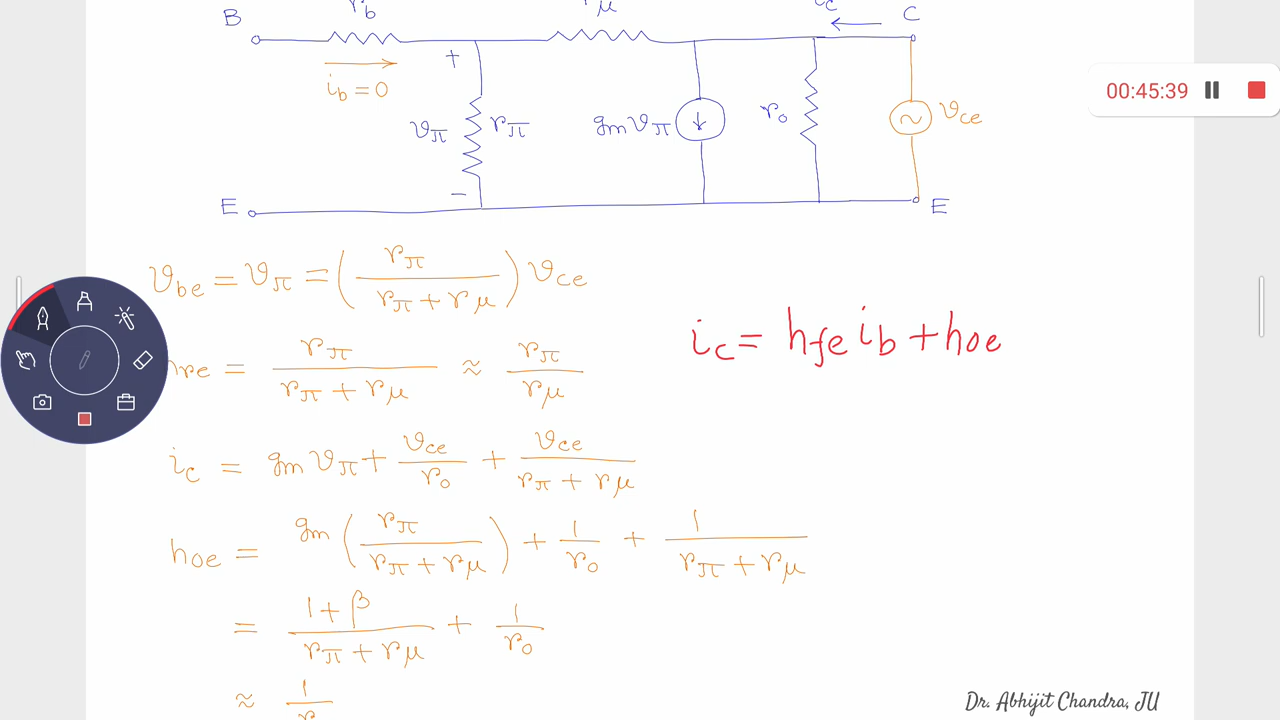 B r_b r_μ i_c C
+
i_b = 0
v_π r_π g_m v_π r_o v_ce
−
E E
00:45:39
v_be = v_π = ( r_π / (r_π + r_μ) ) v_ce
i_c = h_fe i_b + h_oe
h_re = r_π / (r_π + r_μ) ≈ r_π / r_μ
i_c = g_m v_π + v_ce / r_o + v_ce / (r_π + r_μ)
h_oe = g_m ( r_π / (r_π + r_μ) ) + 1 / r_o + 1 / (r_π + r_μ)
= (1 + β) / (r_π + r_μ) + 1 / r_o
≈ 1 /
Dr. Abhijit Chandra, JU